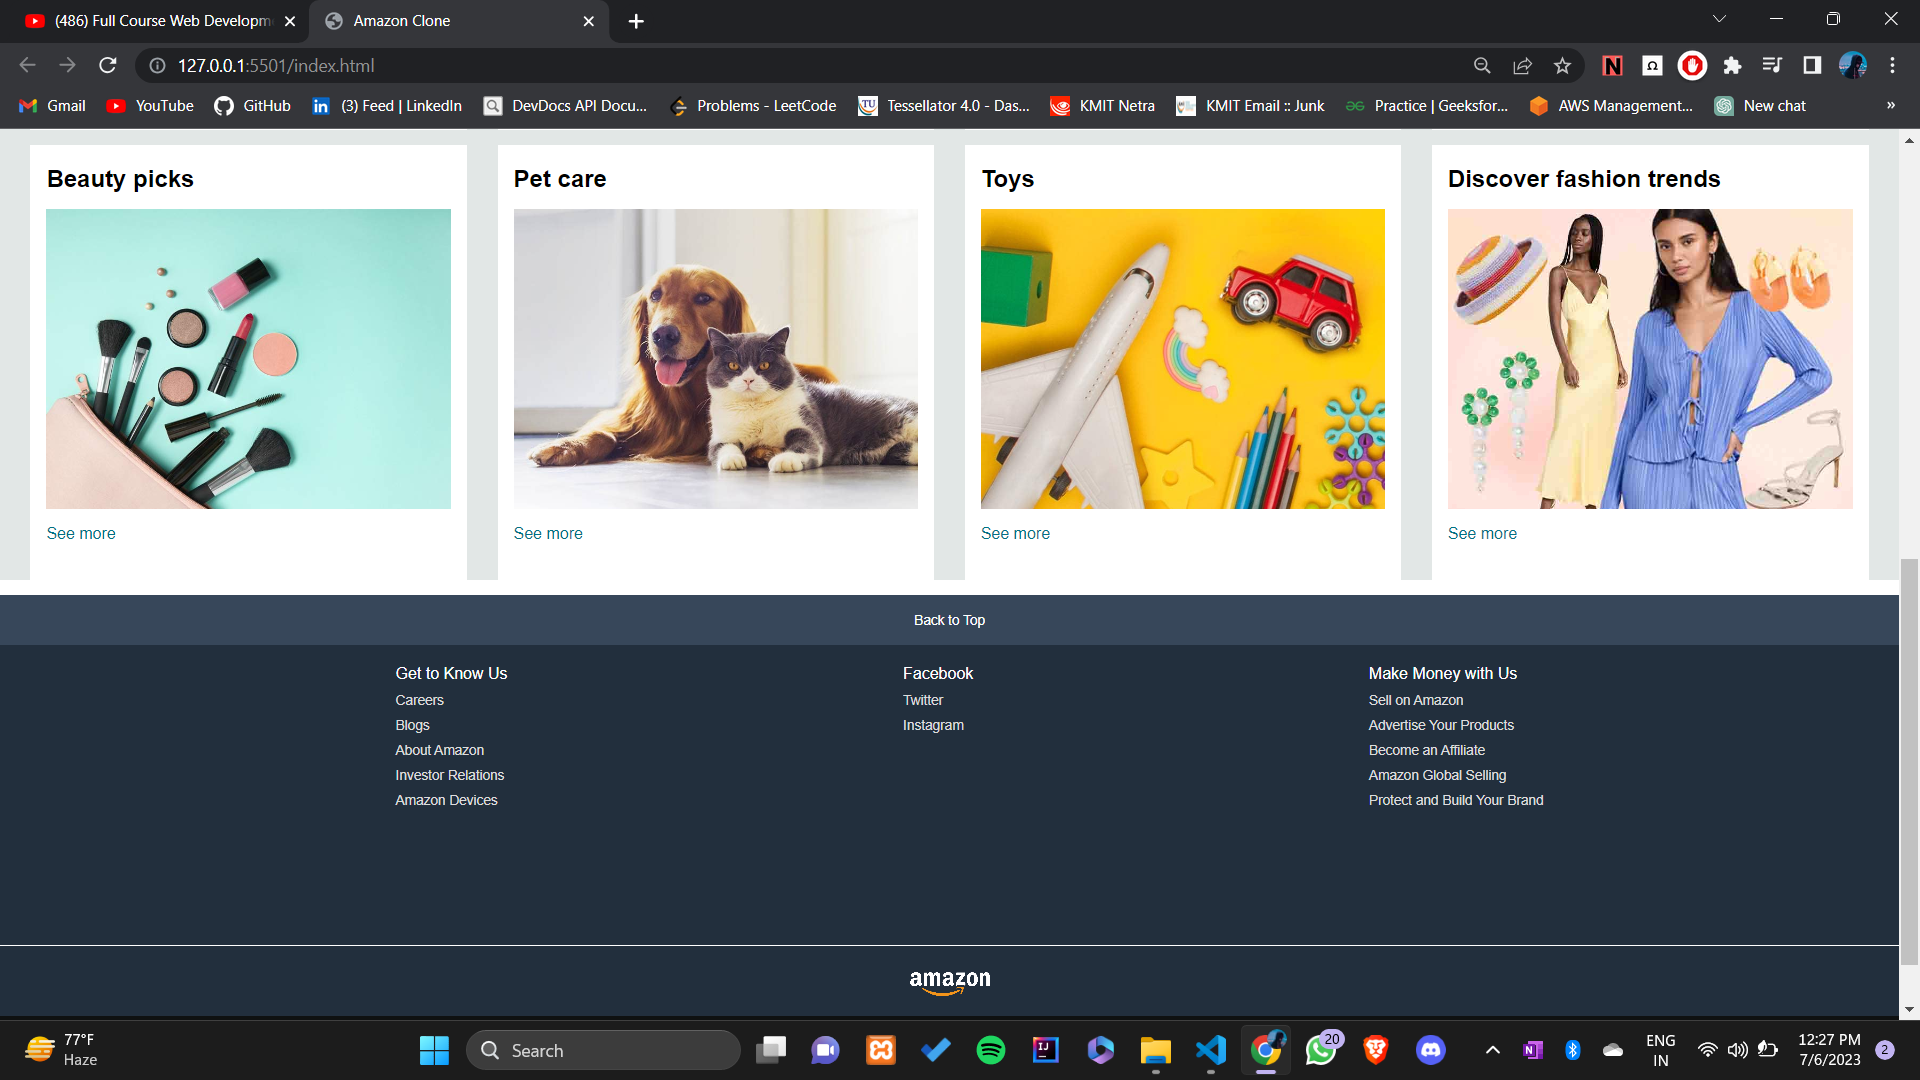 (486) Full Course Web Developm
Amazon Clone
127.0.0.1:5501/index.html
N
Ω
Gmail
YouTube
GitHub
in
(3) Feed | LinkedIn
DevDocs API Docu...
Problems - LeetCode
TU
Tessellator 4.0 - Das...
KMIT Netra
KMIT Email :: Junk
Practice | Geeksfor...
AWS Management...
New chat
»
Beauty picks
Pet care
Toys
Discover fashion trends
See more
See more
See more
See more
Back to Top
Get to Know Us
Careers
Blogs
About Amazon
Investor Relations
Amazon Devices
Facebook
Twitter
Instagram
Make Money with Us
Sell on Amazon
Advertise Your Products
Become an Affiliate
Amazon Global Selling
Protect and Build Your Brand
amazon
77°F
Haze
Search
IJ
20
N
ENG
IN
12:27 PM
7/6/2023
2